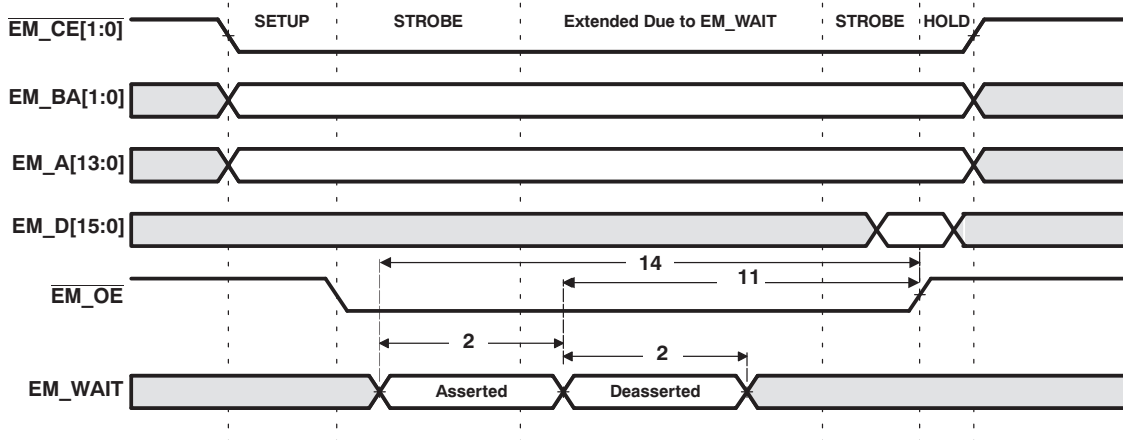 SETUP STROBE Extended Due to EM_WAIT STROBE HOLD
EM_CE[1:0]
EM_BA[1:0]
EM_A[13:0]
EM_D[15:0]
14
11
EM_OE
2
2
EM_WAIT Asserted Deasserted